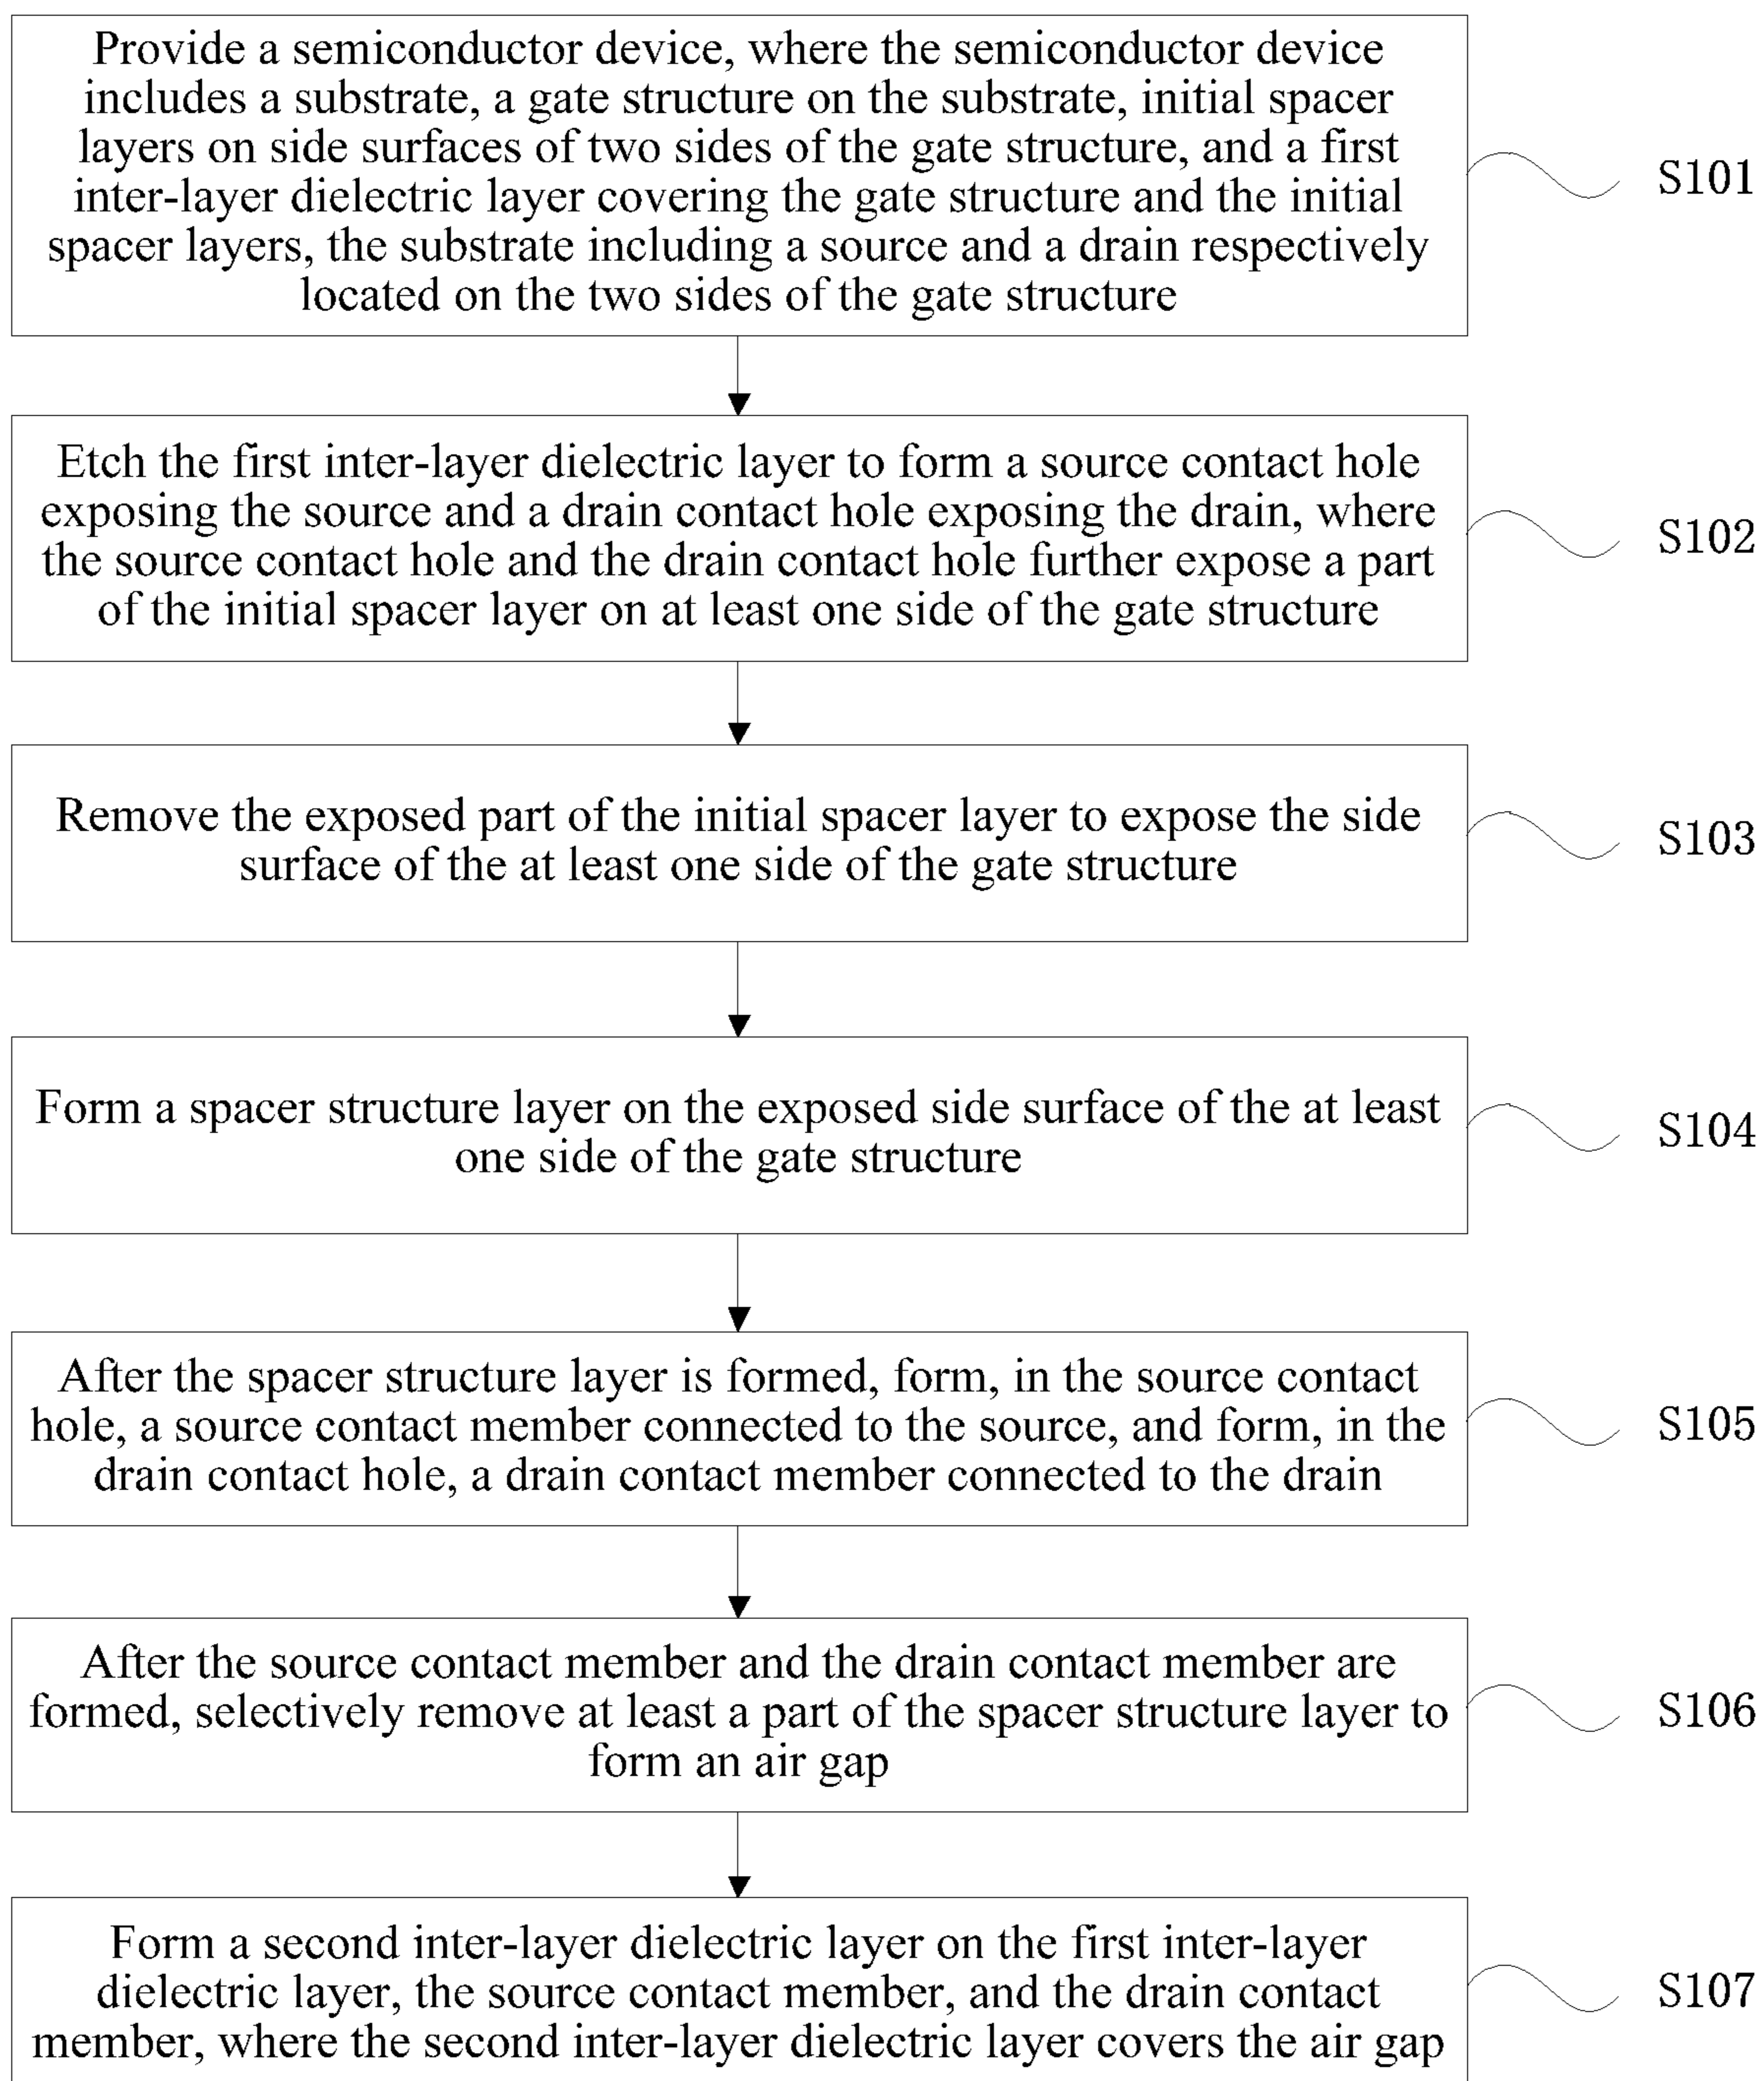 Provide a semiconductor device, where the semiconductor device
includes a substrate, a gate structure on the substrate, initial spacer
layers on side surfaces of two sides of the gate structure, and a first
inter-layer dielectric layer covering the gate structure and the initial
spacer layers, the substrate including a source and a drain respectively
located on the two sides of the gate structure
S101
Etch the first inter-layer dielectric layer to form a source contact hole
exposing the source and a drain contact hole exposing the drain, where
the source contact hole and the drain contact hole further expose a part
of the initial spacer layer on at least one side of the gate structure
S102
Remove the exposed part of the initial spacer layer to expose the side
surface of the at least one side of the gate structure
S103
Form a spacer structure layer on the exposed side surface of the at least
one side of the gate structure
S104
After the spacer structure layer is formed, form, in the source contact
hole, a source contact member connected to the source, and form, in the
drain contact hole, a drain contact member connected to the drain
S105
After the source contact member and the drain contact member are
formed, selectively remove at least a part of the spacer structure layer to
form an air gap
S106
Form a second inter-layer dielectric layer on the first inter-layer
dielectric layer, the source contact member, and the drain contact
member, where the second inter-layer dielectric layer covers the air gap
S107